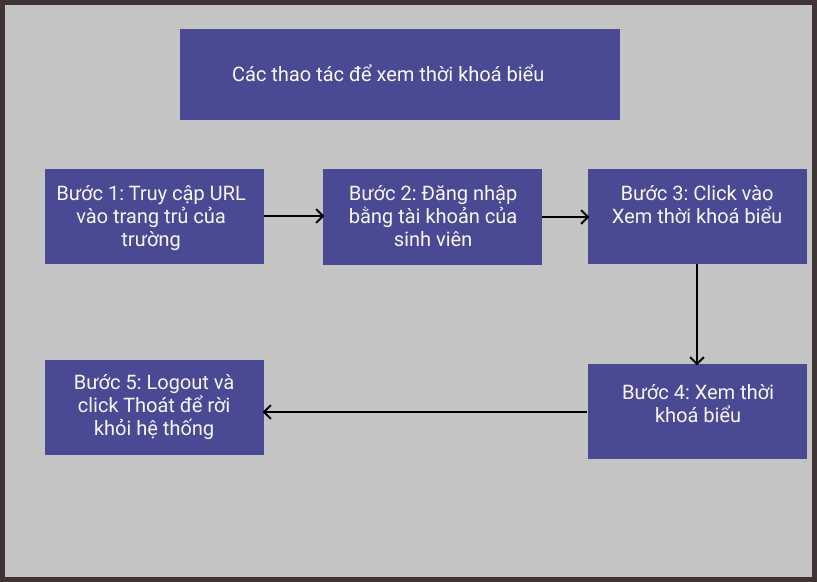 Các thao tác để xem thời khoá biểu
Bước 1: Truy cập URL
vào trang trủ của
trường
Bước 2: Đăng nhập
bằng tài khoản của
sinh viên
Bước 3: Click vào
Xem thời khoá biểu
Bước 4: Xem thời
khoá biểu
Bước 5: Logout và
click Thoát để rời
khỏi hệ thống